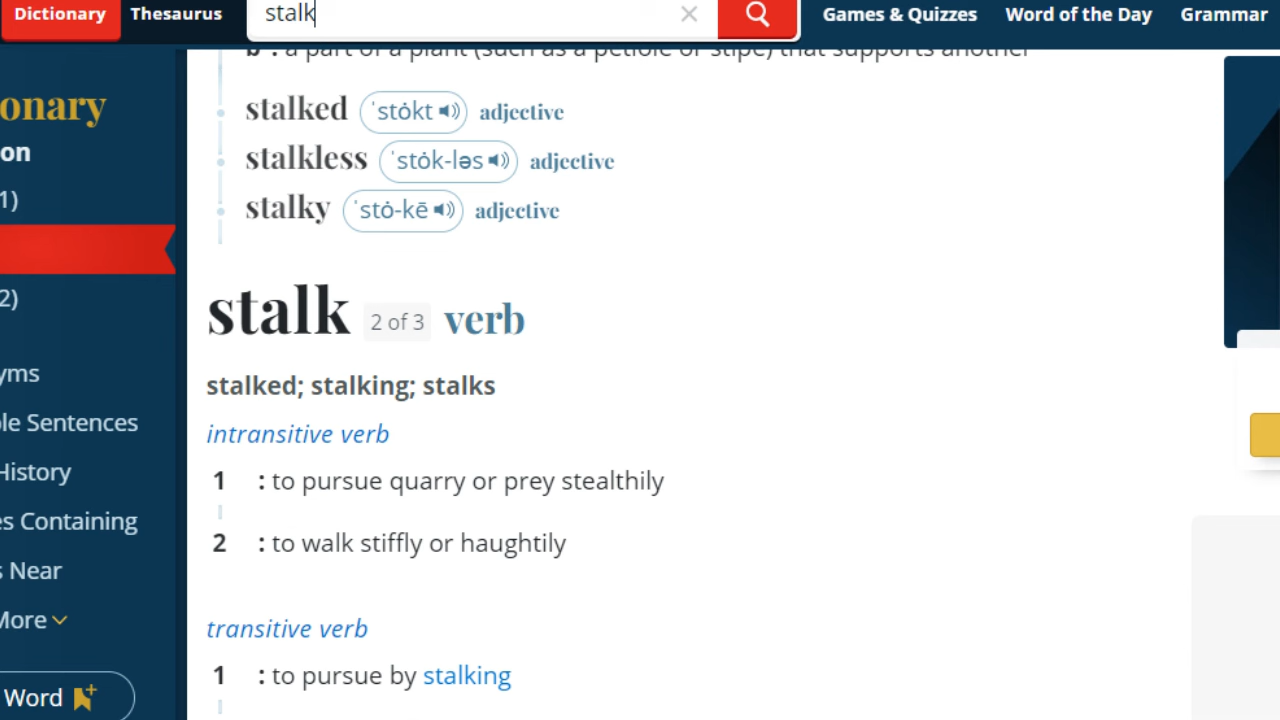 Dictionary Thesaurus stalk Games & Quizzes Word of the Day Grammar
b : a part of a plant (such as a petiole or stipe) that supports another
onary
on
1)
2)
yms
le Sentences
History
es Containing
s Near
More
Word
stalked ˈstȯkt adjective
stalkless ˈstȯk-ləs adjective
stalky ˈstȯ-kē adjective
stalk 2 of 3 verb
stalked; stalking; stalks
intransitive verb
1 : to pursue quarry or prey stealthily
2 : to walk stiffly or haughtily
transitive verb
1 : to pursue by stalking